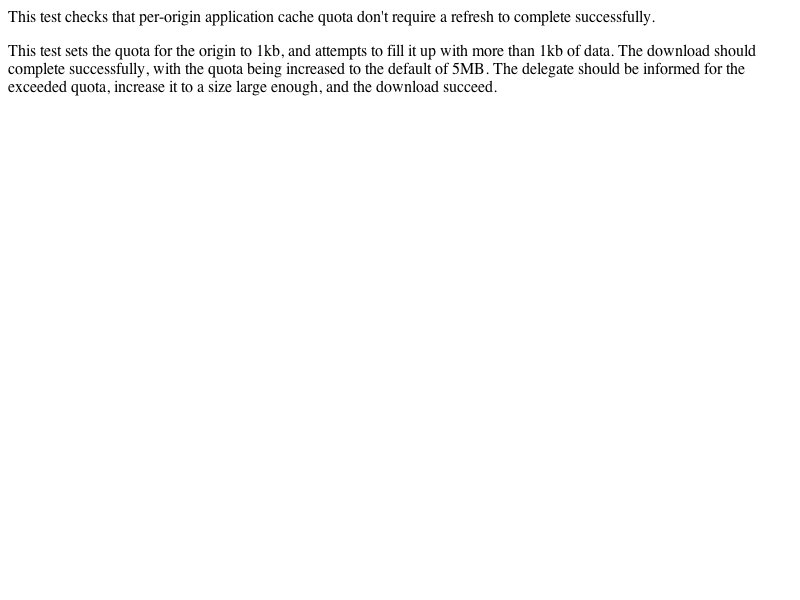 This test checks that per-origin application cache quota don't require a refresh to complete successfully.
This test sets the quota for the origin to 1kb, and attempts to fill it up with more than 1kb of data. The download should
complete successfully, with the quota being increased to the default of 5MB. The delegate should be informed for the
exceeded quota, increase it to a size large enough, and the download succeed.